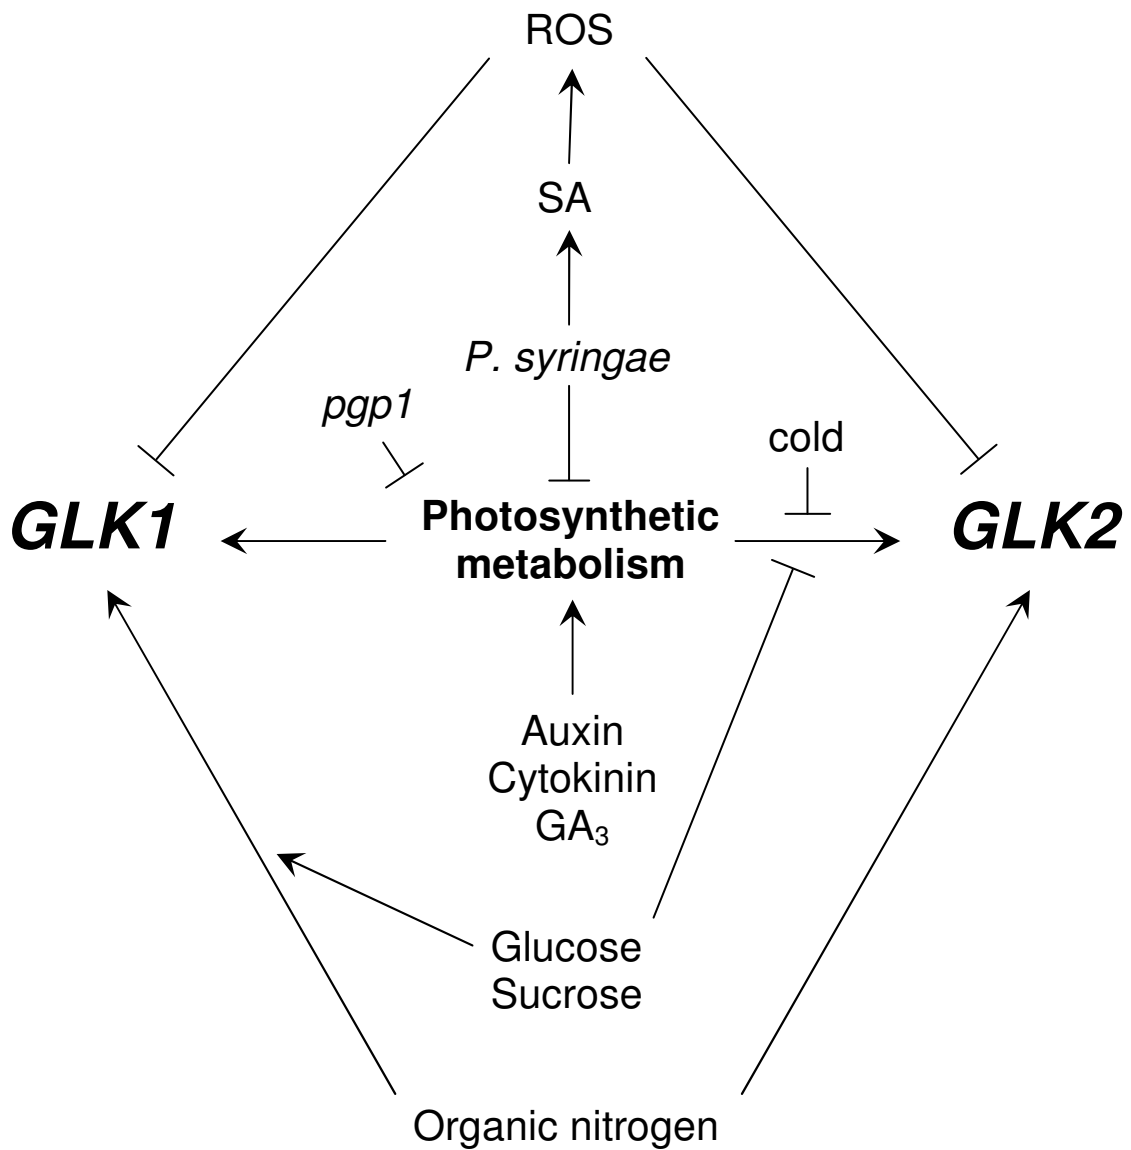 ROS
SA
P. syringae
pgp1
cold
GLK1
Photosynthetic
metabolism
GLK2
Auxin
Cytokinin
GA₃
Glucose
Sucrose
Organic nitrogen